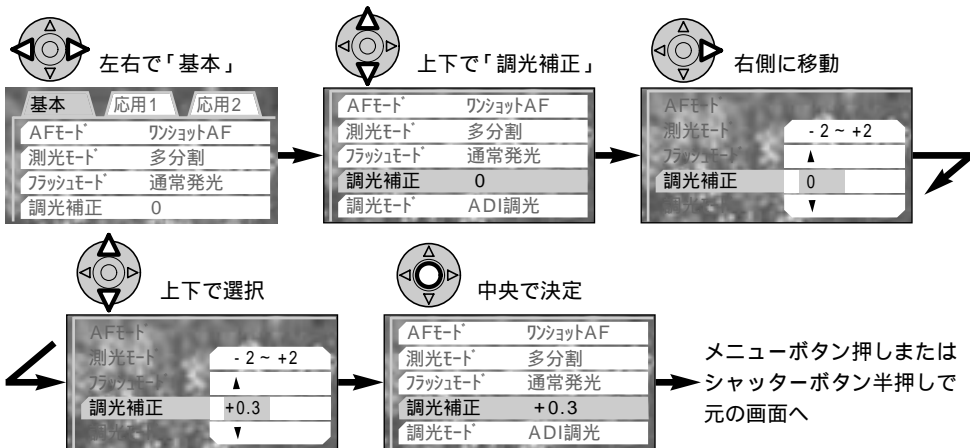 左右で「基本」
基本 応用1 応用2
AFモード ワンショットAF
測光モード 多分割
フラッシュモード 通常発光
調光補正 0
上下で「調光補正」
AFモード ワンショットAF
測光モード 多分割
フラッシュモード 通常発光
調光補正 0
調光モード ADI調光
右側に移動
AFモード
測光モード - 2 ~ +2
フラッシュモード ▲
調光補正 0
調光モード ▼
上下で選択
AFモード
測光モード - 2 ~ +2
フラッシュモード ▲
調光補正 +0.3
調光モード ▼
中央で決定
AFモード ワンショットAF
測光モード 多分割
フラッシュモード 通常発光
調光補正 +0.3
調光モード ADI調光
メニューボタン押しまたは
シャッターボタン半押しで
元の画面へ